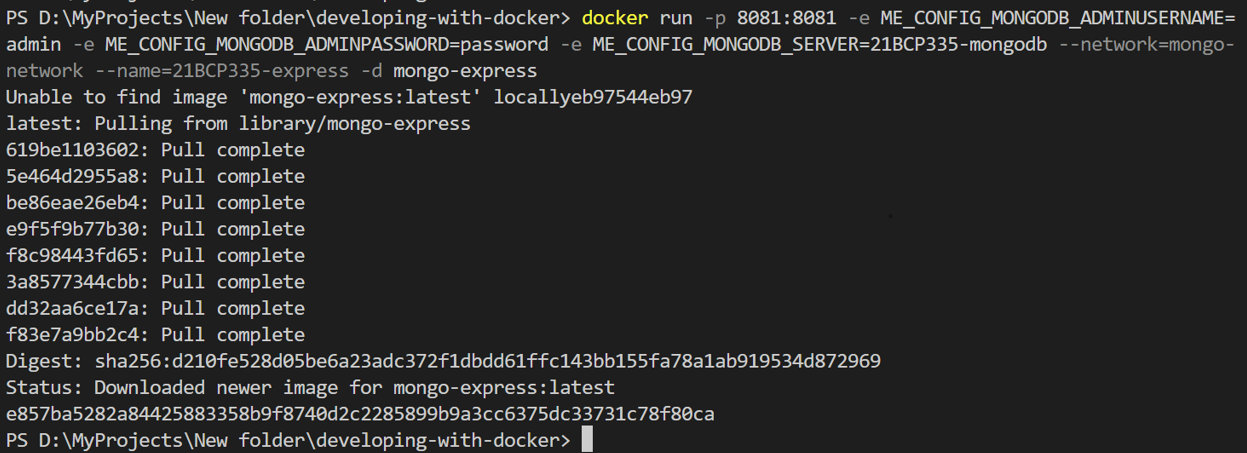 PS D:\MyProjects\New folder\developing-with-docker> docker run -p 8081:8081 -e ME_CONFIG_MONGODB_ADMINUSERNAME=
admin -e ME_CONFIG_MONGODB_ADMINPASSWORD=password -e ME_CONFIG_MONGODB_SERVER=21BCP335-mongodb --network=mongo-
network --name=21BCP335-express -d mongo-express
Unable to find image 'mongo-express:latest' locallyeb97544eb97
latest: Pulling from library/mongo-express
619be1103602: Pull complete
5e464d2955a8: Pull complete
be86eae26eb4: Pull complete
e9f5f9b77b30: Pull complete
f8c98443fd65: Pull complete
3a8577344cbb: Pull complete
dd32aa6ce17a: Pull complete
f83e7a9bb2c4: Pull complete
Digest: sha256:d210fe528d05be6a23adc372f1dbdd61ffc143bb155fa78a1ab919534d872969
Status: Downloaded newer image for mongo-express:latest
e857ba5282a84425883358b9f8740d2c2285899b9a3cc6375dc33731c78f80ca
PS D:\MyProjects\New folder\developing-with-docker>